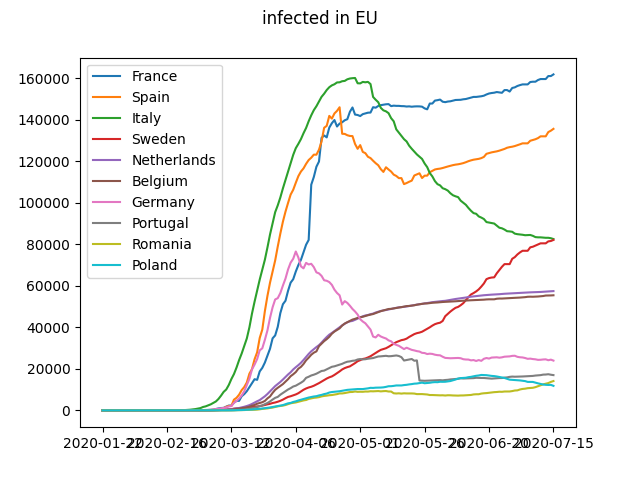 infected in EU
160000
140000
120000
100000
80000
60000
40000
20000
0
France
Spain
Italy
Sweden
Netherlands
Belgium
Germany
Portugal
Romania
Poland
2020-01-22 2020-02-16 2020-03-12 2020-04-06 2020-05-01 2020-05-26 2020-06-20 2020-07-15